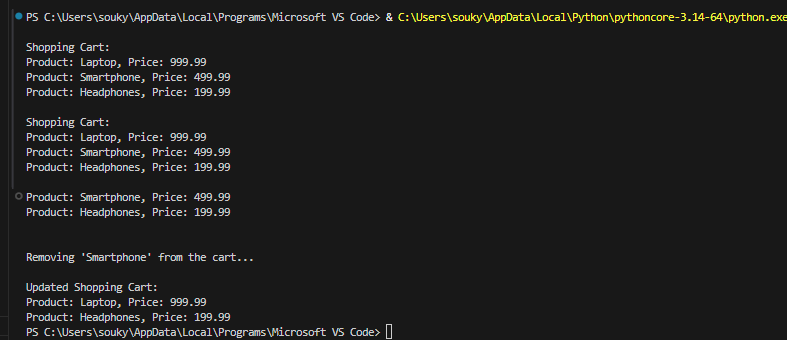 PS C:\Users\souky\AppData\Local\Programs\Microsoft VS Code> & C:\Users\souky\AppData\Local\Python\pythoncore-3.14-64\python.exe
Shopping Cart:
Product: Laptop, Price: 999.99
Product: Smartphone, Price: 499.99
Product: Headphones, Price: 199.99
Shopping Cart:
Product: Laptop, Price: 999.99
Product: Smartphone, Price: 499.99
Product: Headphones, Price: 199.99
Product: Smartphone, Price: 499.99
Product: Headphones, Price: 199.99
Removing 'Smartphone' from the cart...
Updated Shopping Cart:
Product: Laptop, Price: 999.99
Product: Headphones, Price: 199.99
PS C:\Users\souky\AppData\Local\Programs\Microsoft VS Code>